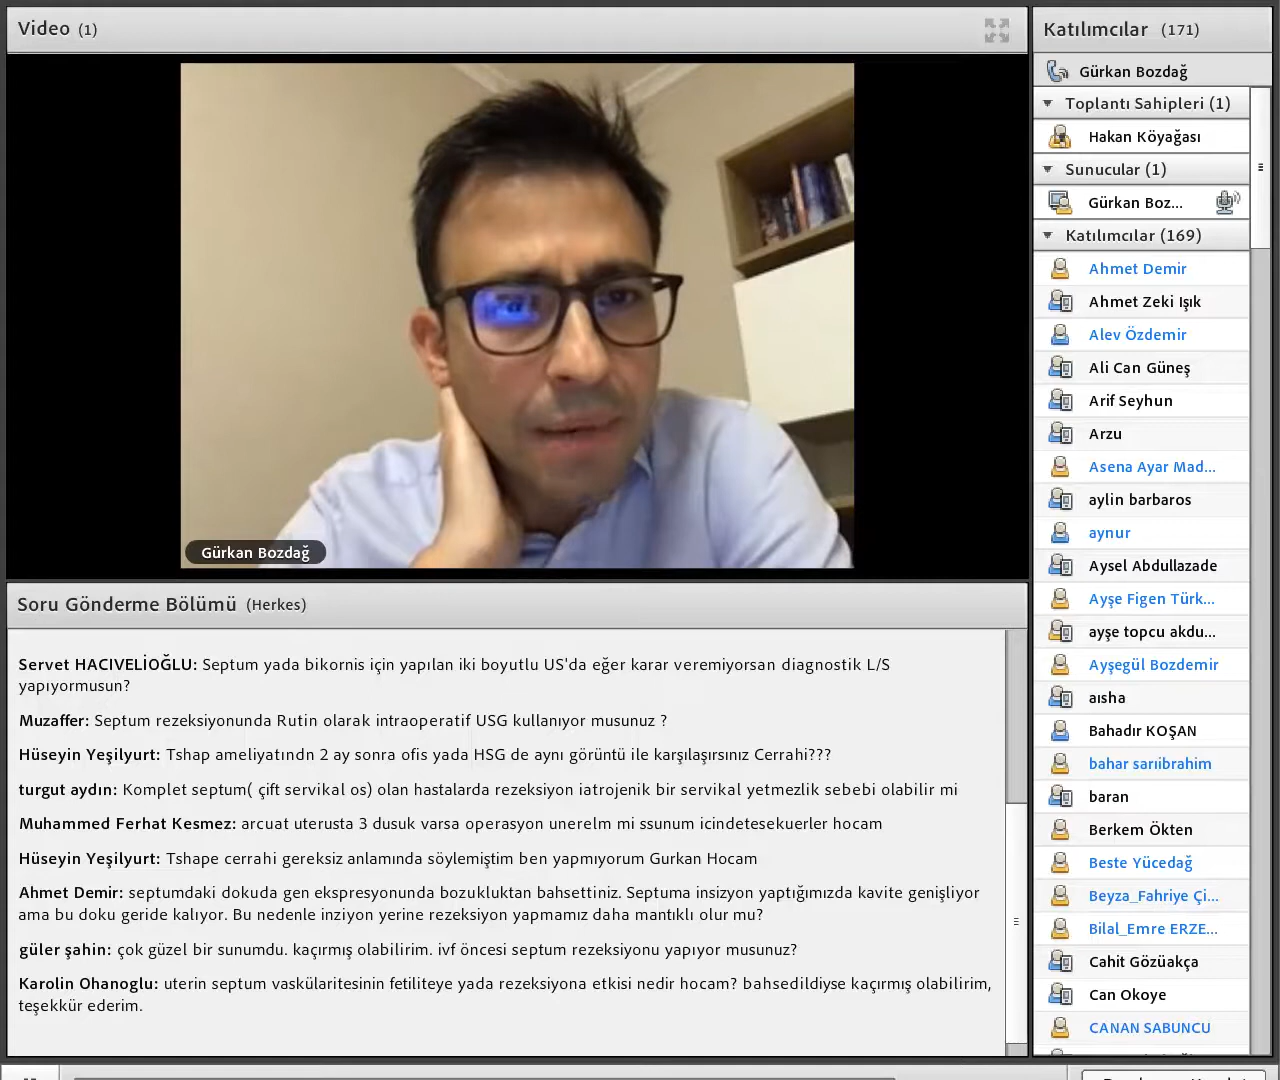 Video (1)
Gürkan Bozdağ
Soru Gönderme Bölümü (Herkes)
Servet HACIVELİOĞLU: Septum yada bikornis için yapılan iki boyutlu US'da eğer karar veremiyorsan diagnostik L/S
yapıyormusun?
Muzaffer: Septum rezeksiyonunda Rutin olarak intraoperatif USG kullanıyor musunuz ?
Hüseyin Yeşilyurt: Tshap ameliyatındn 2 ay sonra ofis yada HSG de aynı görüntü ile karşılaşırsınız Cerrahi???
turgut aydın: Komplet septum( çift servikal os) olan hastalarda rezeksiyon iatrojenik bir servikal yetmezlik sebebi olabilir mi
Muhammed Ferhat Kesmez: arcuat uterusta 3 dusuk varsa operasyon unerelm mi ssunum icindetesekuerler hocam
Hüseyin Yeşilyurt: Tshape cerrahi gereksiz anlamında söylemiştim ben yapmıyorum Gurkan Hocam
Ahmet Demir: septumdaki dokuda gen ekspresyonunda bozukluktan bahsettiniz. Septuma insizyon yaptığımızda kavite genişliyor
ama bu doku geride kalıyor. Bu nedenle inziyon yerine rezeksiyon yapmamız daha mantıklı olur mu?
güler şahin: çok güzel bir sunumdu. kaçırmış olabilirim. ivf öncesi septum rezeksiyonu yapıyor musunuz?
Karolin Ohanoglu: uterin septum vaskülaritesinin fetiliteye yada rezeksiyona etkisi nedir hocam? bahsedildiyse kaçırmış olabilirim,
teşekkür ederim.
Katılımcılar (171)
Gürkan Bozdağ
Toplantı Sahipleri (1)
Hakan Köyağası
Sunucular (1)
Gürkan Boz...
Katılımcılar (169)
Ahmet Demir
Ahmet Zeki Işık
Alev Özdemir
Ali Can Güneş
Arif Seyhun
Arzu
Asena Ayar Mad...
aylin barbaros
aynur
Aysel Abdullazade
Ayşe Figen Türk...
ayşe topcu akdu...
Ayşegül Bozdemir
aısha
Bahadır KOŞAN
bahar sarıibrahim
baran
Berkem Ökten
Beste Yücedağ
Beyza_Fahriye Çi...
Bilal_Emre ERZE...
Cahit Gözüakça
Can Okoye
CANAN SABUNCU